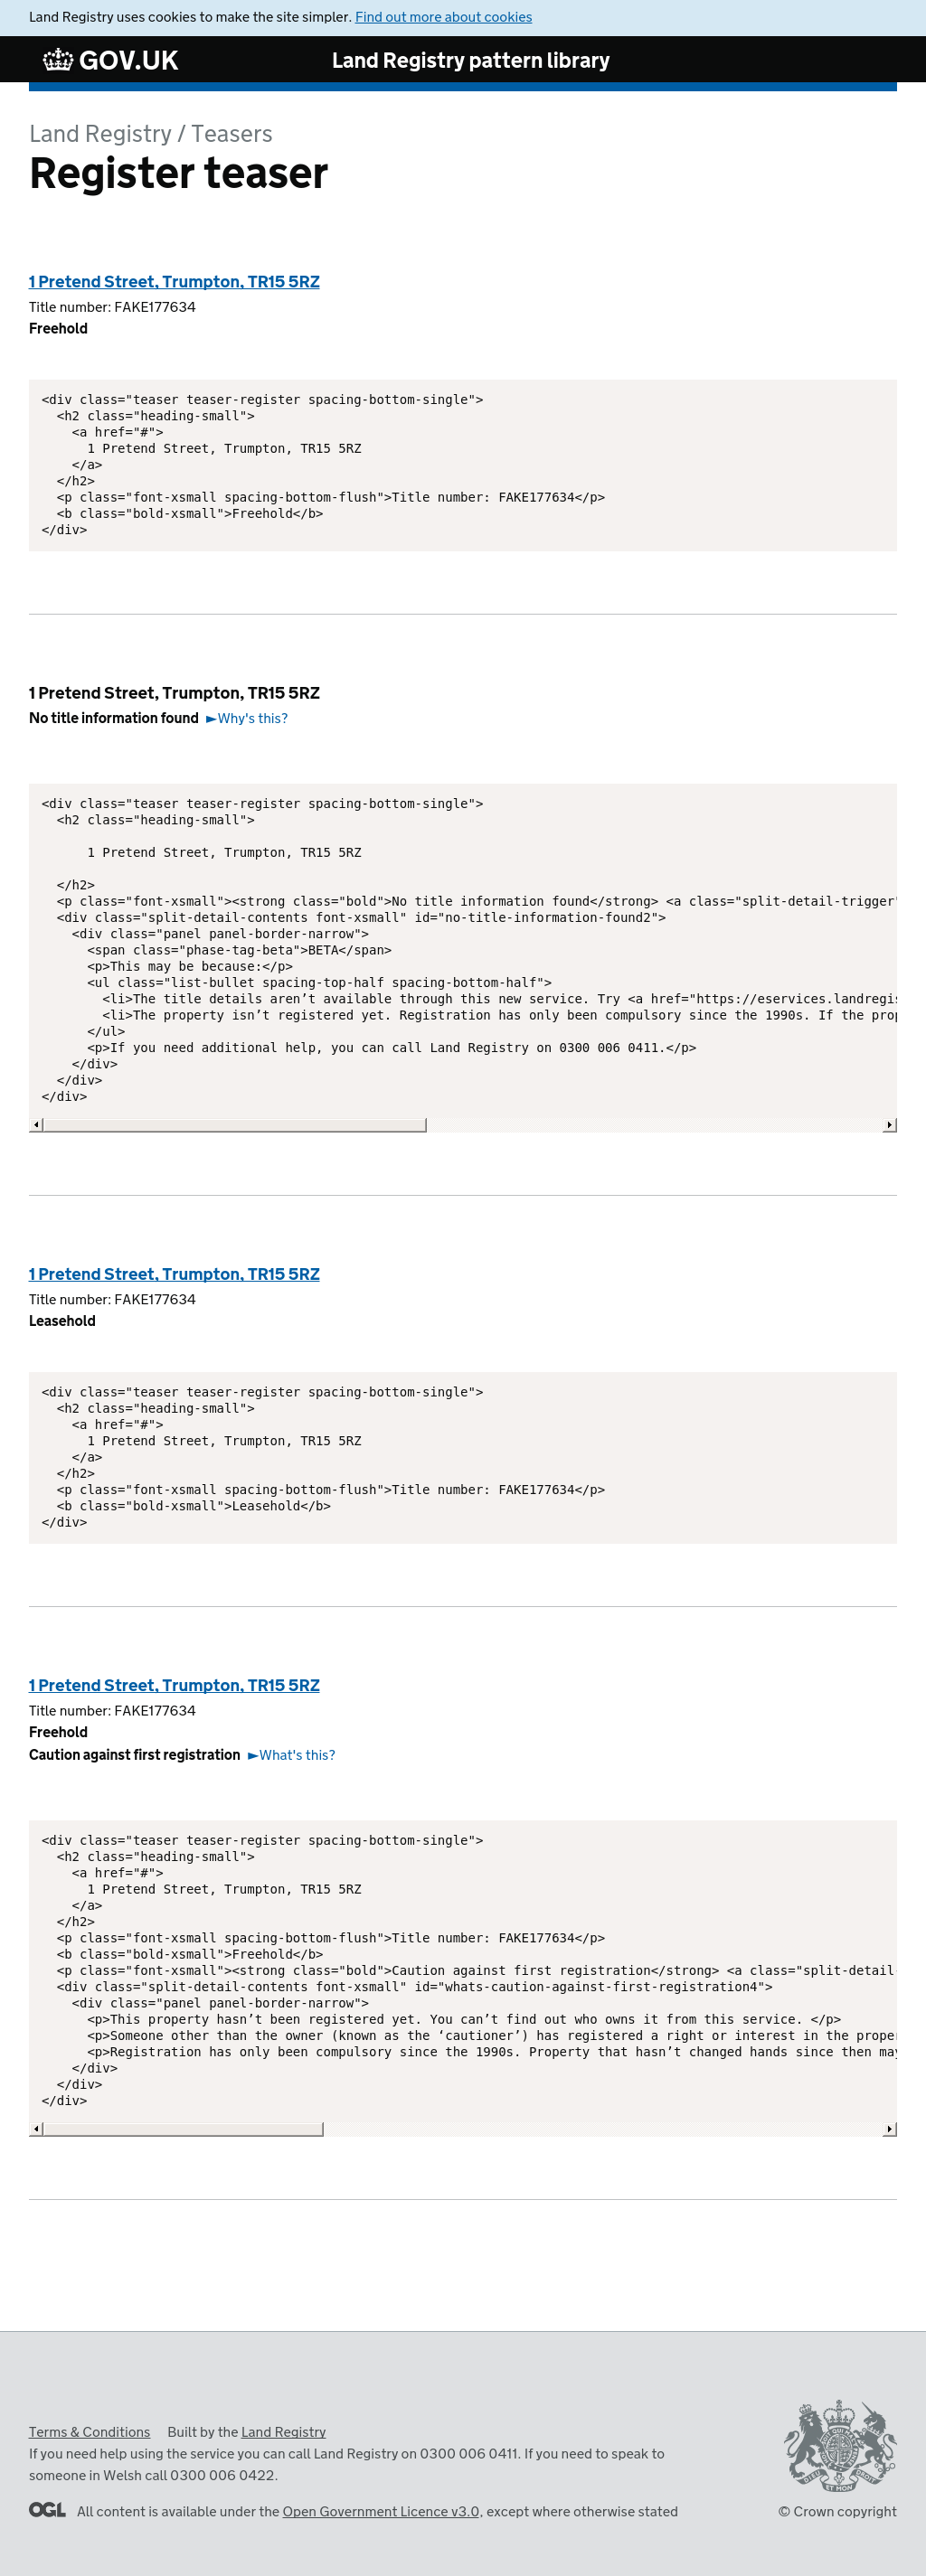 Land Registry uses cookies to make the site simpler. Find out more about cookies
GOV.UK
Land Registry pattern library
Land Registry / Teasers
Register teaser
1 Pretend Street, Trumpton, TR15 5RZ
Title number: FAKE177634
Freehold
<div class="teaser teaser-register spacing-bottom-single">
  <h2 class="heading-small">
    <a href="#">
      1 Pretend Street, Trumpton, TR15 5RZ
    </a>
  </h2>
  <p class="font-xsmall spacing-bottom-flush">Title number: FAKE177634</p>
  <b class="bold-xsmall">Freehold</b>
</div>
1 Pretend Street, Trumpton, TR15 5RZ
No title information found ►Why's this?
<div class="teaser teaser-register spacing-bottom-single">
  <h2 class="heading-small">
      1 Pretend Street, Trumpton, TR15 5RZ
  </h2>
  <p class="font-xsmall"><strong class="bold">No title information found</strong> <a class="split-detail-trigger"
  <div class="split-detail-contents font-xsmall" id="no-title-information-found2">
    <div class="panel panel-border-narrow">
      <span class="phase-tag-beta">BETA</span>
      <p>This may be because:</p>
      <ul class="list-bullet spacing-top-half spacing-bottom-half">
        <li>The title details aren’t available through this new service. Try <a href="https://eservices.landregis
        <li>The property isn’t registered yet. Registration has only been compulsory since the 1990s. If the prop
      </ul>
      <p>If you need additional help, you can call Land Registry on 0300 006 0411.</p>
    </div>
  </div>
</div>
1 Pretend Street, Trumpton, TR15 5RZ
Title number: FAKE177634
Leasehold
<div class="teaser teaser-register spacing-bottom-single">
  <h2 class="heading-small">
    <a href="#">
      1 Pretend Street, Trumpton, TR15 5RZ
    </a>
  </h2>
  <p class="font-xsmall spacing-bottom-flush">Title number: FAKE177634</p>
  <b class="bold-xsmall">Leasehold</b>
</div>
1 Pretend Street, Trumpton, TR15 5RZ
Title number: FAKE177634
Freehold
Caution against first registration ►What's this?
<div class="teaser teaser-register spacing-bottom-single">
  <h2 class="heading-small">
    <a href="#">
      1 Pretend Street, Trumpton, TR15 5RZ
    </a>
  </h2>
  <p class="font-xsmall spacing-bottom-flush">Title number: FAKE177634</p>
  <b class="bold-xsmall">Freehold</b>
  <p class="font-xsmall"><strong class="bold">Caution against first registration</strong> <a class="split-detail-
  <div class="split-detail-contents font-xsmall" id="whats-caution-against-first-registration4">
    <div class="panel panel-border-narrow">
      <p>This property hasn’t been registered yet. You can’t find out who owns it from this service. </p>
      <p>Someone other than the owner (known as the ‘cautioner’) has registered a right or interest in the proper
      <p>Registration has only been compulsory since the 1990s. Property that hasn’t changed hands since then may
    </div>
  </div>
</div>
Terms & Conditions Built by the Land Registry
If you need help using the service you can call Land Registry on 0300 006 0411. If you need to speak to
someone in Welsh call 0300 006 0422.
OGL All content is available under the Open Government Licence v3.0, except where otherwise stated
© Crown copyright